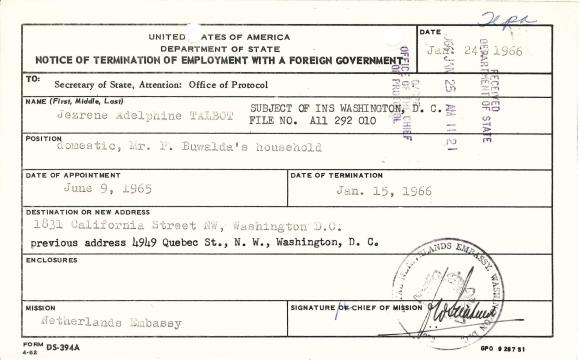 UNITED STATES OF AMERICA
DEPARTMENT OF STATE
NOTICE OF TERMINATION OF EMPLOYMENT WITH A FOREIGN GOVERNMENT
DATE
Jan 24, 1966
RECEIVED
DEPARTMENT OF STATE
1966 JAN 25 AM 11 21
OFFICE OF CHIEF
OF PROTOCOL
TO:
Secretary of State, Attention: Office of Protocol
NAME (First, Middle, Last)
Jezrene Adelphine TALBOT
SUBJECT OF INS WASHINGTON, D. C.
FILE NO. A11 292 010
POSITION
domestic, Mr. P. Buwalda's household
DATE OF APPOINTMENT
June 9, 1965
DATE OF TERMINATION
Jan. 15, 1966
DESTINATION OR NEW ADDRESS
1831 California Street NW, Washington D.C.
previous address 4949 Quebec St., N. W., Washington, D. C.
ENCLOSURES
MISSION
Netherlands Embassy
SIGNATURE OF CHIEF OF MISSION
NETHERLANDS EMBASSY, WASHINGTON D.C.
FORM DS-394A
4-62
GPO 928751